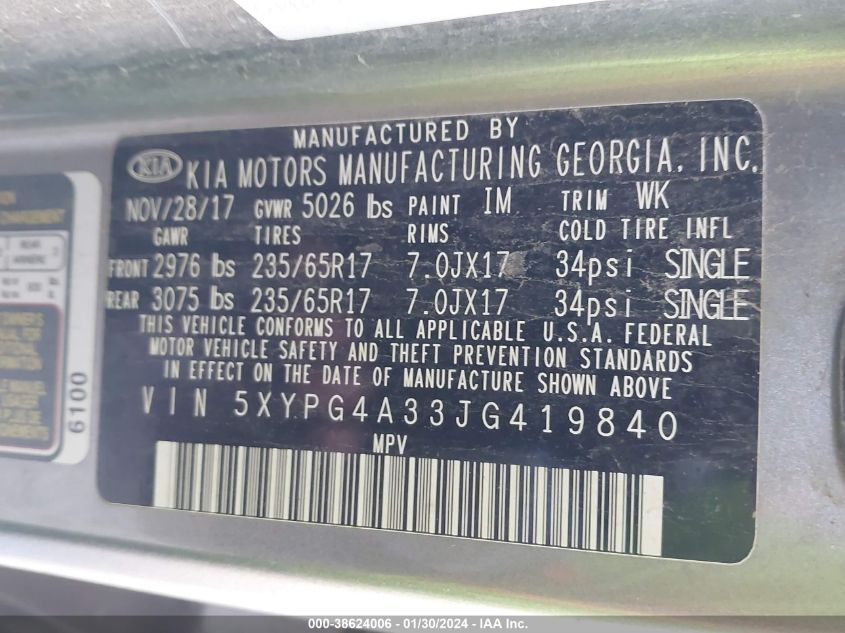 MANUFACTURED BY
KIA KIA MOTORS MANUFACTURING GEORGIA, INC.
NOV/28/17 GVWR 5026 lbs PAINT IM TRIM WK
GAWR TIRES RIMS COLD TIRE INFL
FRONT 2976 lbs 235/65R17 7.0JX17 34psi SINGLE
REAR 3075 lbs 235/65R17 7.0JX17 34psi SINGLE
THIS VEHICLE CONFORMS TO ALL APPLICABLE U.S.A. FEDERAL
MOTOR VEHICLE SAFETY AND THEFT PREVENTION STANDARDS
IN EFFECT ON THE DATE OF MANUFACTURE SHOWN ABOVE
VIN 5XYPG4A33JG419840
MPV
6100
000-38624006 - 01/30/2024 - IAAI.COM